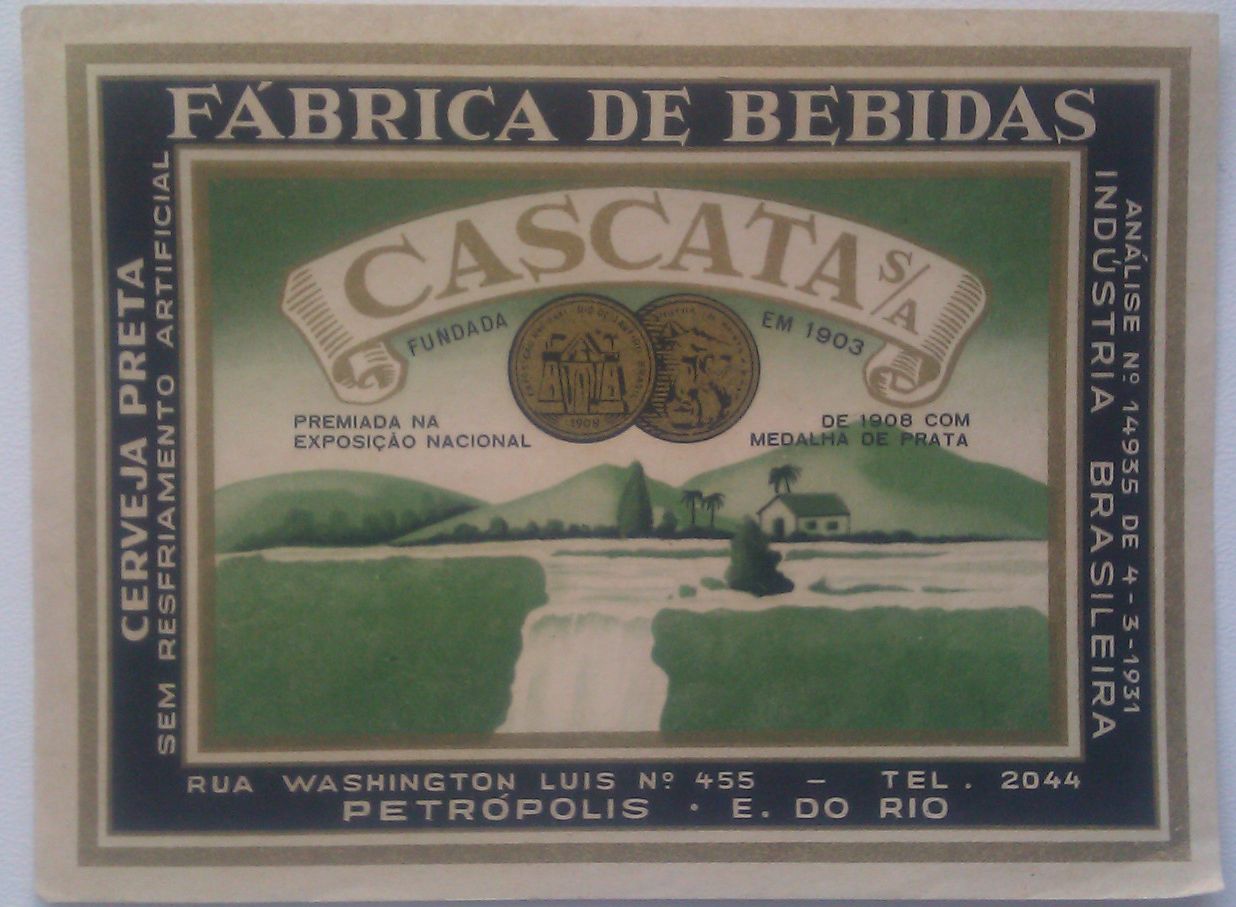 FÁBRICA DE BEBIDAS
CASCATA S/A
FUNDADA EM 1903
PREMIADA NA
EXPOSIÇÃO NACIONAL
DE 1908 COM
MEDALHA DE PRATA
1908
CERVEJA PRETA
SEM RESFRIAMENTO ARTIFICIAL
ANÁLISE Nº 14935 DE 4-3-1931
INDÚSTRIA BRASILEIRA
RUA WASHINGTON LUIS Nº 455 — TEL. 2044
PETRÓPOLIS · E. DO RIO